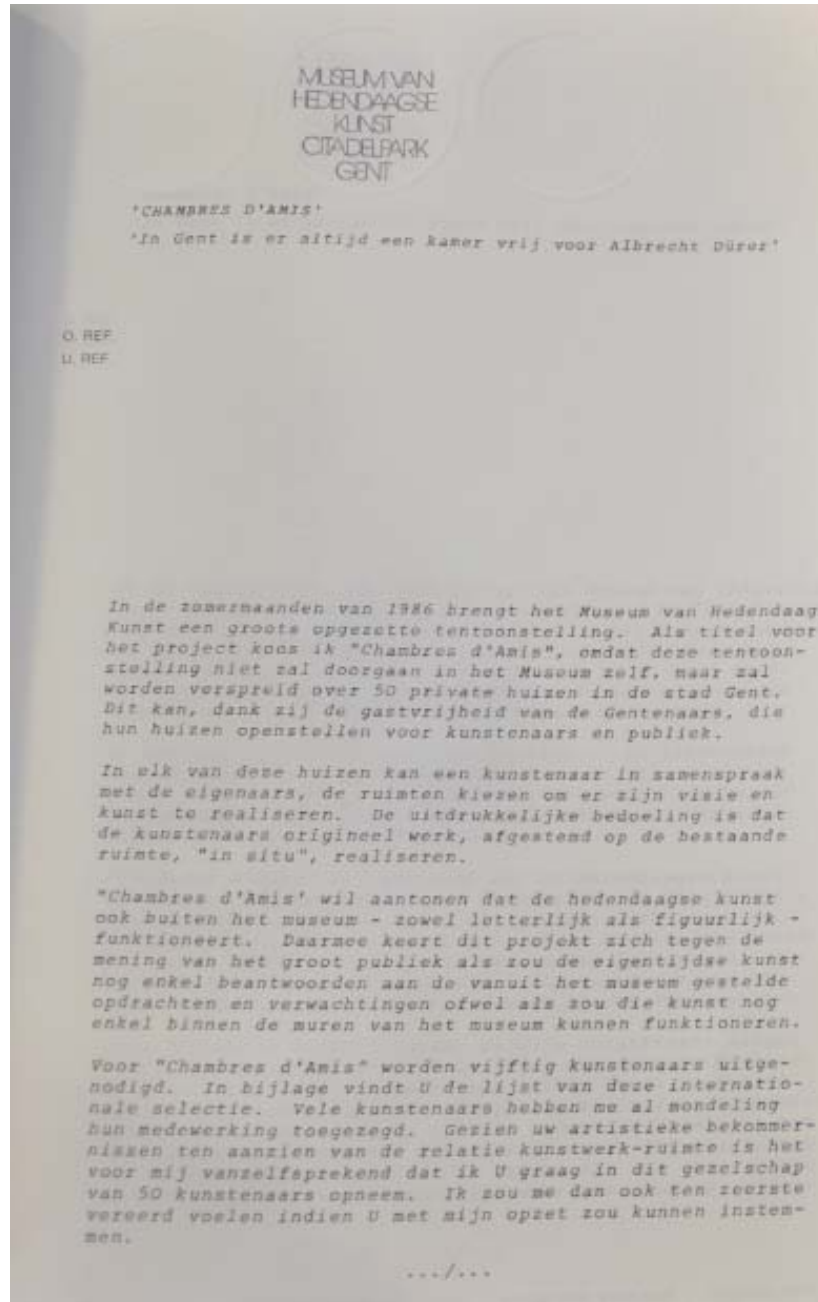 MUSEUM VAN
HEDENDAAGSE
KUNST
CITADELPARK
GENT
'CHAMBRES D'AMIS'
'In Gent is er altijd een kamer vrij voor Albrecht Dürer'
O. REF.
U. REF.
In de zomermaanden van 1986 brengt het Museum van Hedendaag
Kunst een groots opgezette tentoonstelling. Als titel voor
het project koos ik "Chambres d'Amis", omdat deze tentoon-
stelling niet zal doorgaan in het Museum zelf, maar zal
worden verspreid over 50 private huizen in de stad Gent.
Dit kan, dank zij de gastvrijheid van de Gentenaars, die
hun huizen openstellen voor kunstenaars en publiek.
In elk van deze huizen kan een kunstenaar in samenspraak
met de eigenaars, de ruimten kiezen om er zijn visie en
kunst te realiseren. De uitdrukkelijke bedoeling is dat
de kunstenaars origineel werk, afgestemd op de bestaande
ruimte, "in situ", realiseren.
"Chambres d'Amis' wil aantonen dat de hedendaagse kunst
ook buiten het museum - zowel letterlijk als figuurlijk -
funktioneert. Daarmee keert dit projekt zich tegen de
mening van het groot publiek als zou de eigentijdse kunst
nog enkel beantwoorden aan de vanuit het museum gestelde
opdrachten en verwachtingen ofwel als zou die kunst nog
enkel binnen de muren van het museum kunnen funktioneren.
Voor "Chambres d'Amis" worden vijftig kunstenaars uitge-
nodigd. In bijlage vindt U de lijst van deze internatio-
nale selectie. Vele kunstenaars hebben me al mondeling
hun medewerking toegezegd. Gezien uw artistieke bekommer-
nissen ten aanzien van de relatie kunstwerk-ruimte is het
voor mij vanzelfsprekend dat ik U graag in dit gezelschap
van 50 kunstenaars opneem. Ik zou me dan ook ten zeerste
vereerd voelen indien U met mijn opzet zou kunnen instem-
men.
.../...